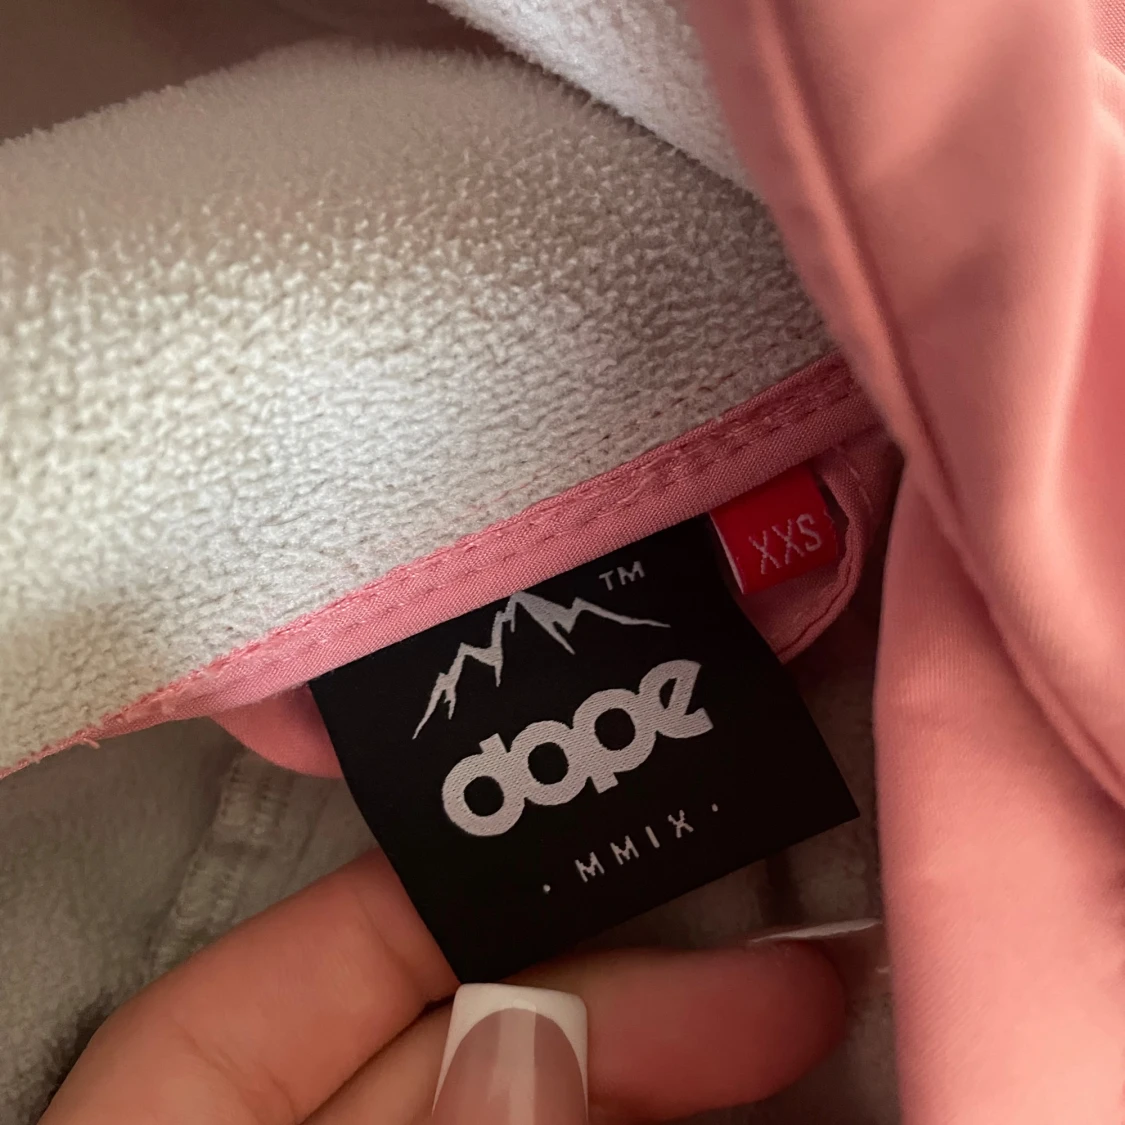 XXS
TM
dope
· MMIX ·